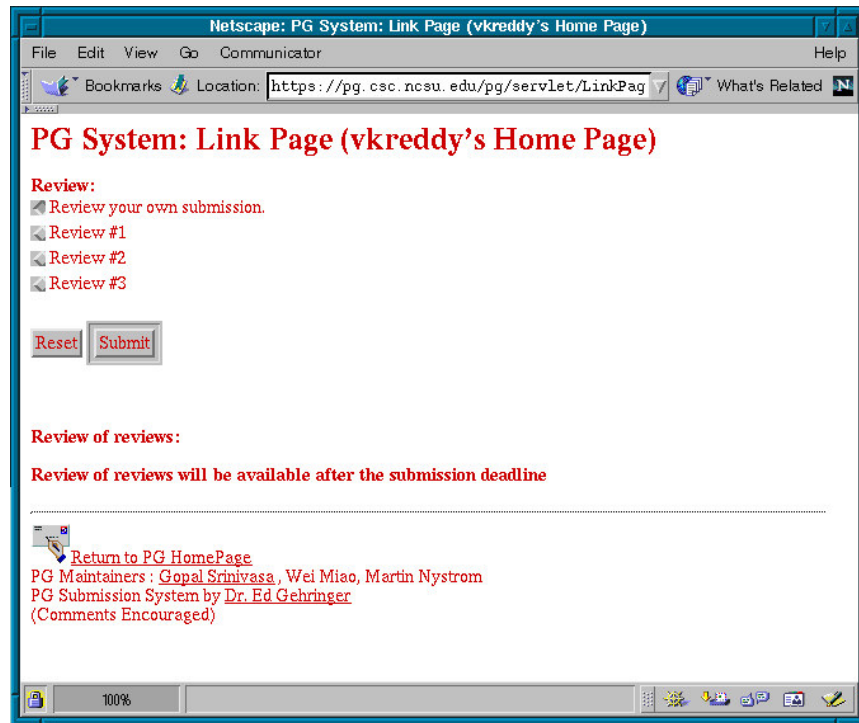 Netscape: PG System: Link Page (vkreddy's Home Page)
File Edit View Go Communicator Help
Bookmarks Location: https://pg.csc.ncsu.edu/pg/servlet/LinkPag What's Related N
PG System: Link Page (vkreddy's Home Page)
Review:
Review your own submission.
Review #1
Review #2
Review #3
Reset Submit
Review of reviews:
Review of reviews will be available after the submission deadline
Return to PG HomePage
PG Maintainers : Gopal Srinivasa , Wei Miao, Martin Nystrom
PG Submission System by Dr. Ed Gehringer
(Comments Encouraged)
100%